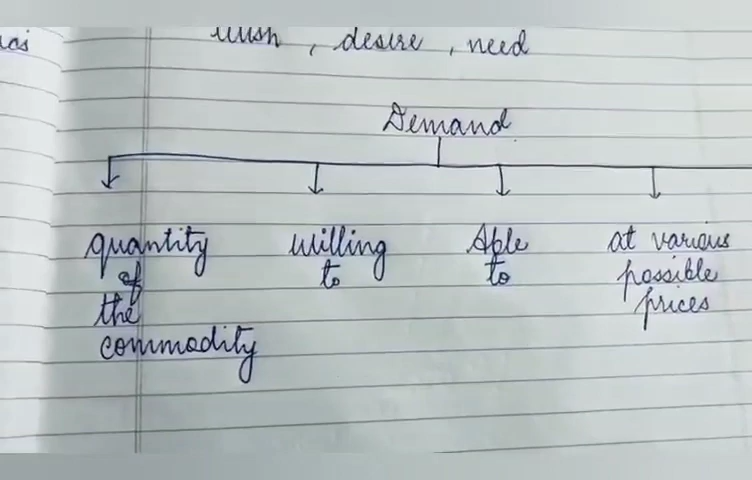 wish , desire , need
Demand
quantity
of
the
commodity
willing
to
Able
to
at various
possible
prices